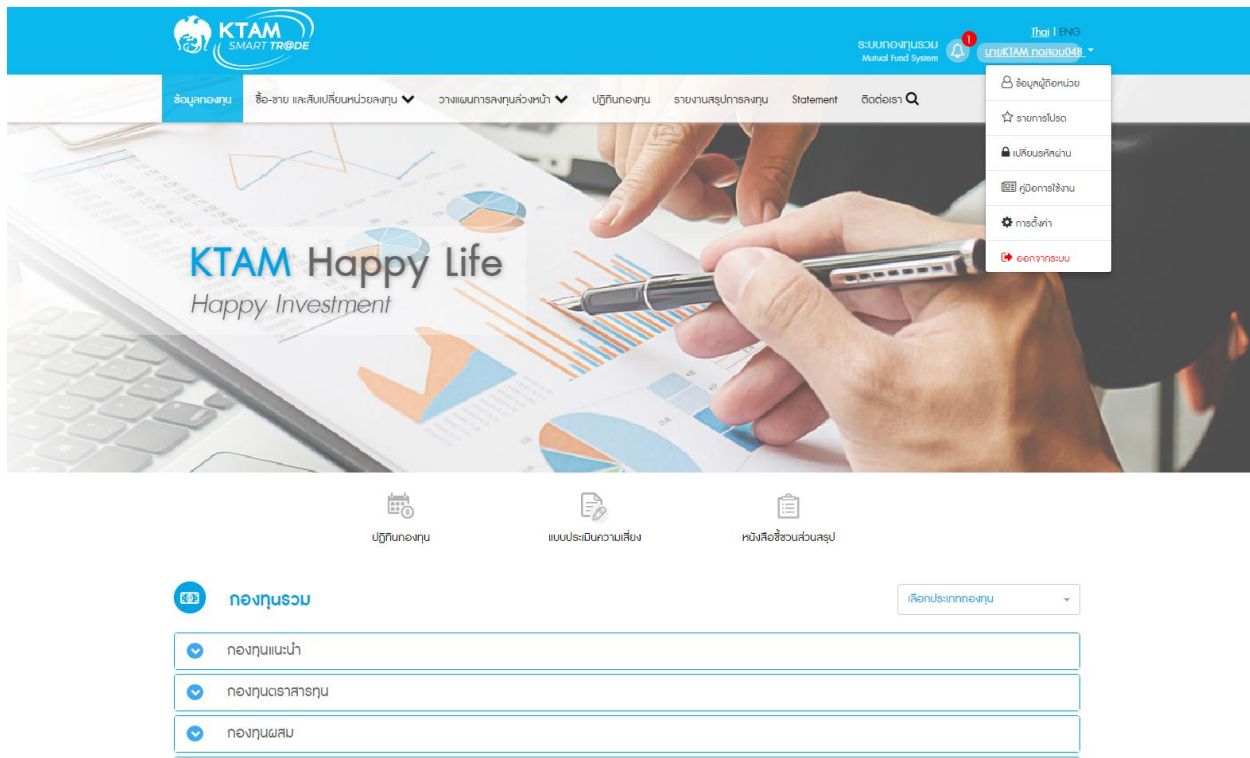 KTAM
SMART TR@DE
Thai | ENG
ระบบกองทุนรวม
Mutual Fund System
1
นายKTAM ทดสอบ048
ข้อมูลกองทุน
ซื้อ-ขาย และสับเปลี่ยนหน่วยลงทุน
วางแผนการลงทุนล่วงหน้า
ปฏิทินกองทุน
รายงานสรุปการลงทุน
Statement
ติดต่อเรา
ข้อมูลผู้ถือหน่วย
รายการโปรด
เปลี่ยนรหัสผ่าน
คู่มือการใช้งาน
การตั้งค่า
ออกจากระบบ
KTAM Happy Life
Happy Investment
ปฏิทินกองทุน
แบบประเมินความเสี่ยง
หนังสือชี้ชวนส่วนสรุป
กองทุนรวม
เลือกประเภทกองทุน
กองทุนแนะนำ
กองทุนตราสารทุน
กองทุนผสม